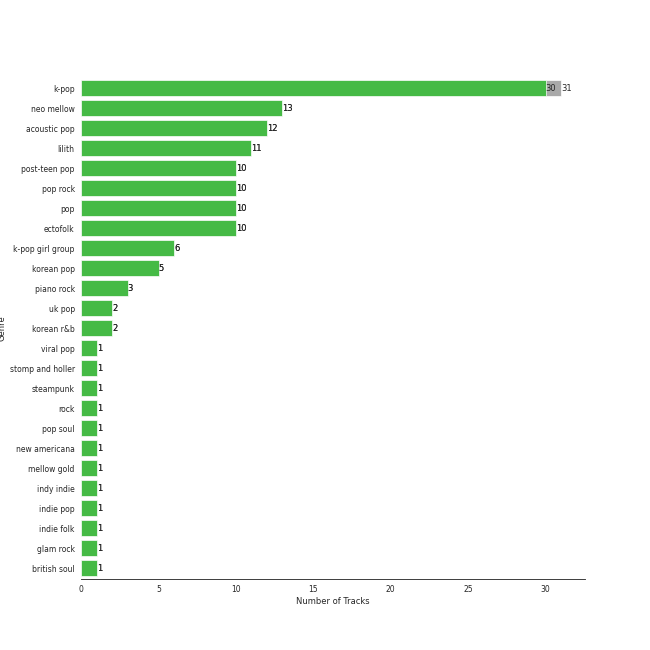 k-pop 30 31
neo mellow 13
acoustic pop 12
lilith 11
post-teen pop 10
pop rock 10
pop 10
ectofolk 10
k-pop girl group 6
korean pop 5
piano rock 3
uk pop 2
korean r&b 2
viral pop 1
stomp and holler 1
steampunk 1
rock 1
pop soul 1
new americana 1
mellow gold 1
indy indie 1
indie pop 1
indie folk 1
glam rock 1
british soul 1
Genre
0 5 10 15 20 25 30
Number of Tracks